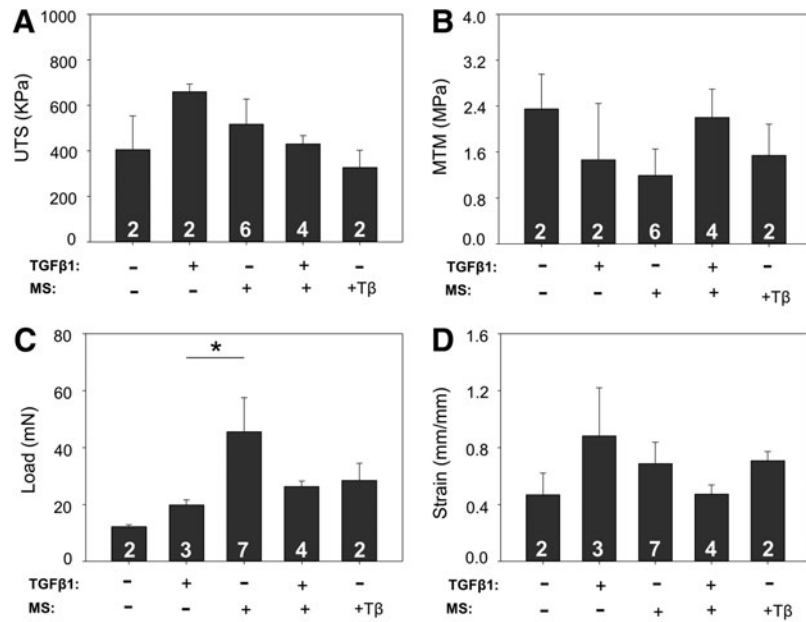 A
1000
800
600
400
200
0
UTS (KPa)
2 2 6 4 2
TGFβ1: - + - + -
MS: - - + + +Tβ
B
4.0
3.2
2.4
1.6
0.8
0.0
MTM (MPa)
2 2 6 4 2
TGFβ1: - + - + -
MS: - - + + +Tβ
C
80
60
40
20
0
Load (mN)
*
2 3 7 4 2
TGFβ1: - + - + -
MS: - - + + +Tβ
D
1.6
1.2
0.8
0.4
0.0
Strain (mm/mm)
2 3 7 4 2
TGFβ1: - + - + -
MS: - - + + +Tβ